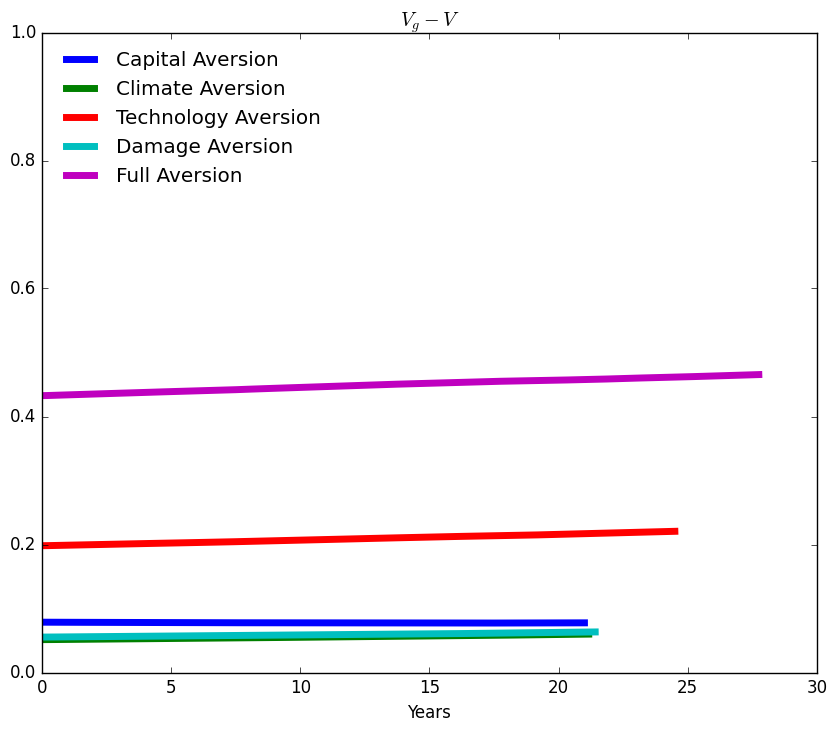 V_g − V
1.0
Capital Aversion
Climate Aversion
Technology Aversion
Damage Aversion
Full Aversion
0.8
0.6
0.4
0.2
0.0
0 5 10 15 20 25 30
Years